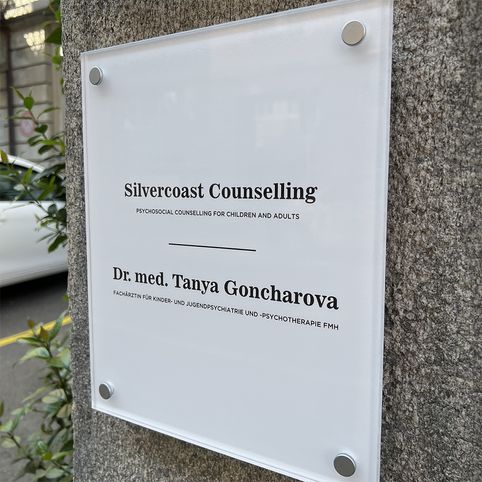 Silvercoast Counselling
PSYCHOSOCIAL COUNSELLING FOR CHILDREN AND ADULTS
Dr. med. Tanya Goncharova
FACHÄRZTIN FÜR KINDER- UND JUGENDPSYCHIATRIE UND -PSYCHOTHERAPIE FMH